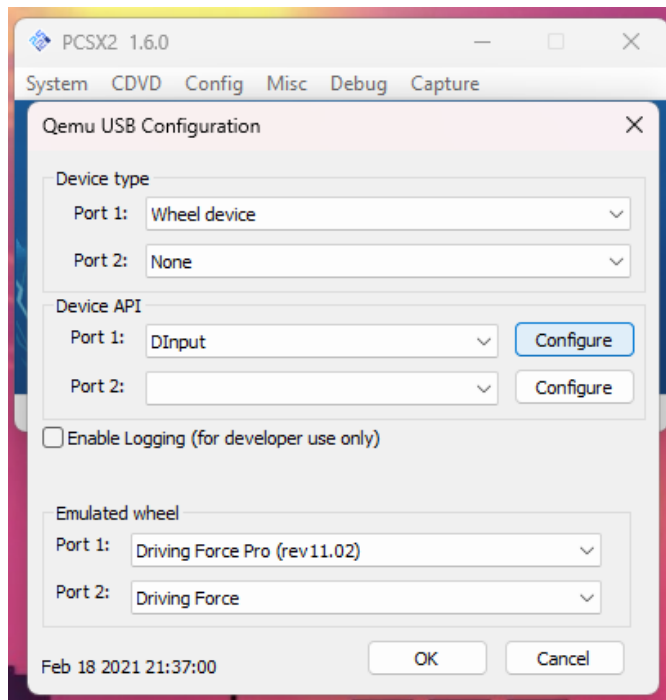 PCSX2 1.6.0
System CDVD Config Misc Debug Capture
Qemu USB Configuration
Device type
Port 1: Wheel device
Port 2: None
Device API
Port 1: DInput Configure
Port 2: Configure
Enable Logging (for developer use only)
Emulated wheel
Port 1: Driving Force Pro (rev11.02)
Port 2: Driving Force
Feb 18 2021 21:37:00 OK Cancel